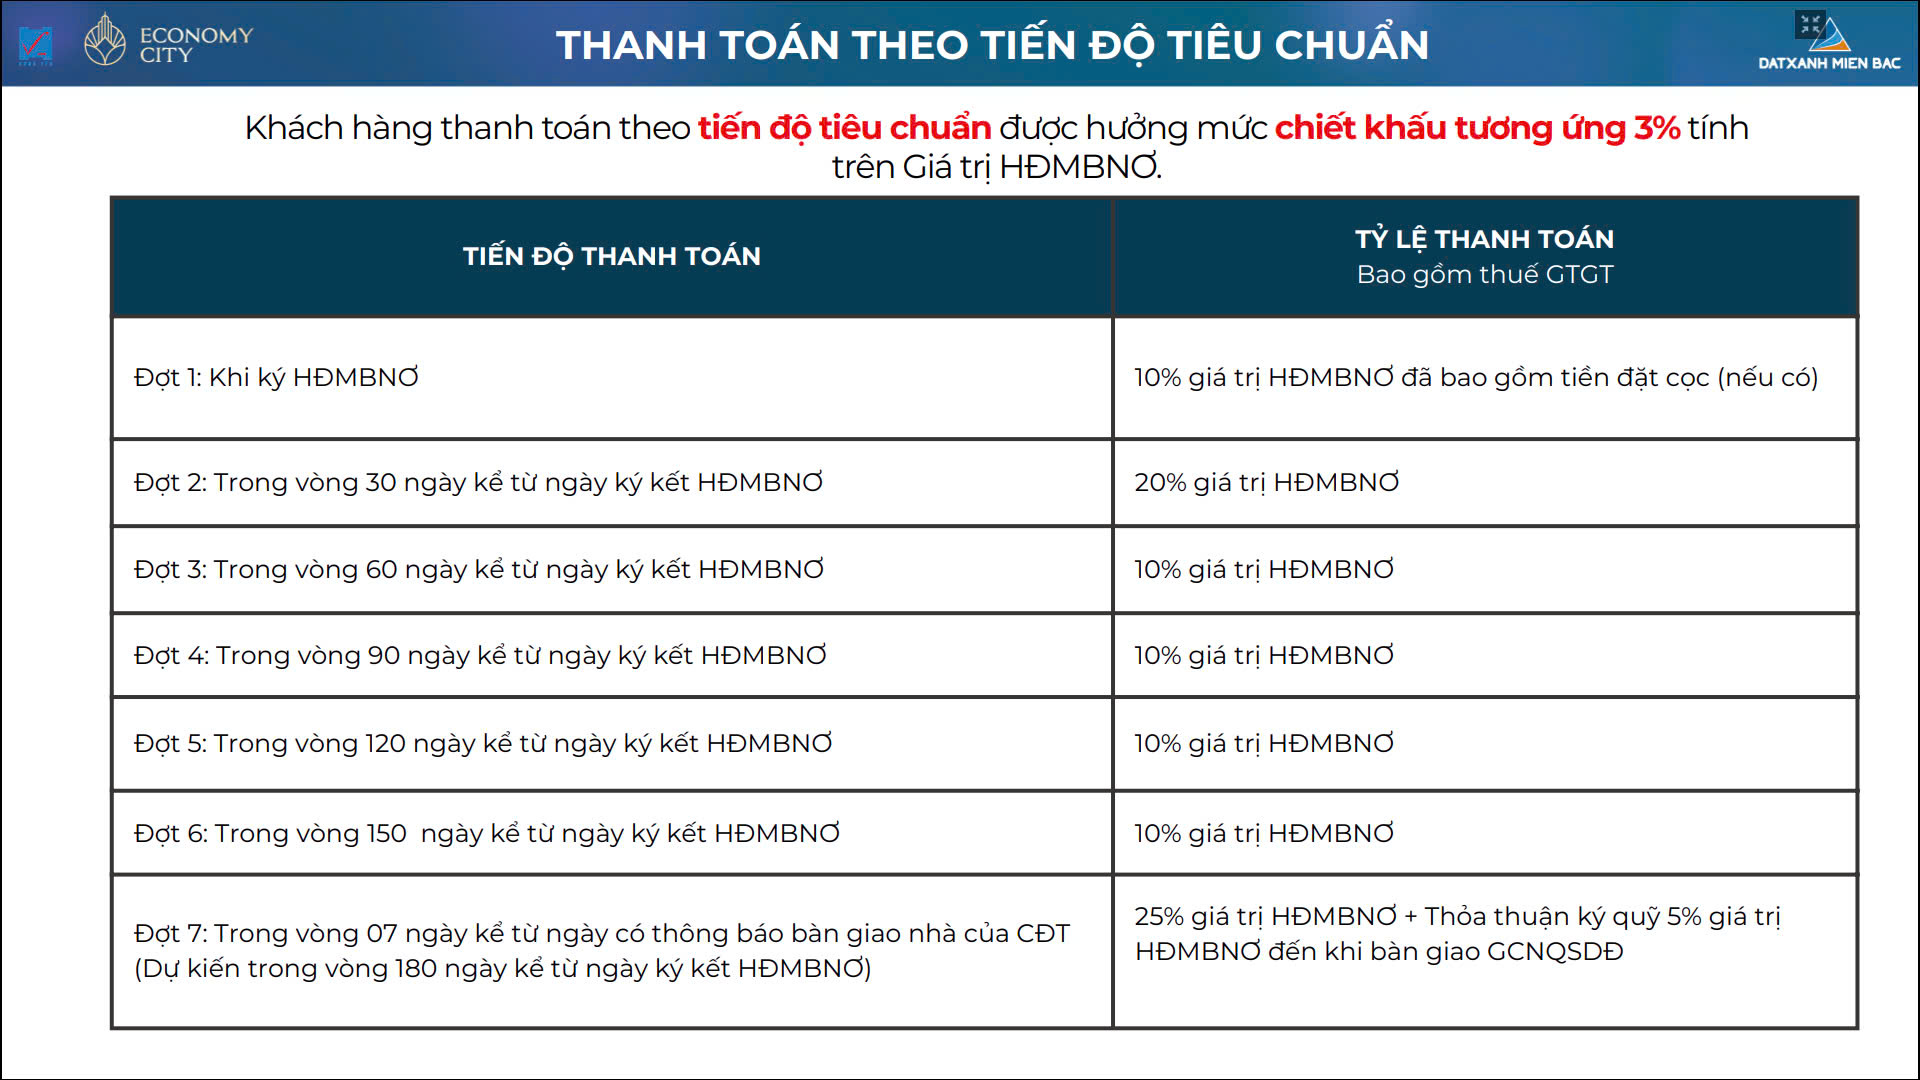 ECONOMY
CITY
THANH TOÁN THEO TIẾN ĐỘ TIÊU CHUẨN
DATXANH MIEN BAC
Khách hàng thanh toán theo tiến độ tiêu chuẩn được hưởng mức chiết khấu tương ứng 3% tính
trên Giá trị HĐMBNƠ.
TIẾN ĐỘ THANH TOÁN
TỶ LỆ THANH TOÁN
Bao gồm thuế GTGT
Đợt 1: Khi ký HĐMBNƠ
10% giá trị HĐMBNƠ đã bao gồm tiền đặt cọc (nếu có)
Đợt 2: Trong vòng 30 ngày kể từ ngày ký kết HĐMBNƠ
20% giá trị HĐMBNƠ
Đợt 3: Trong vòng 60 ngày kể từ ngày ký kết HĐMBNƠ
10% giá trị HĐMBNƠ
Đợt 4: Trong vòng 90 ngày kể từ ngày ký kết HĐMBNƠ
10% giá trị HĐMBNƠ
Đợt 5: Trong vòng 120 ngày kể từ ngày ký kết HĐMBNƠ
10% giá trị HĐMBNƠ
Đợt 6: Trong vòng 150 ngày kể từ ngày ký kết HĐMBNƠ
10% giá trị HĐMBNƠ
Đợt 7: Trong vòng 07 ngày kể từ ngày có thông báo bàn giao nhà của CĐT
(Dự kiến trong vòng 180 ngày kể từ ngày ký kết HĐMBNƠ)
25% giá trị HĐMBNƠ + Thỏa thuận ký quỹ 5% giá trị
HĐMBNƠ đến khi bàn giao GCNQSDĐ